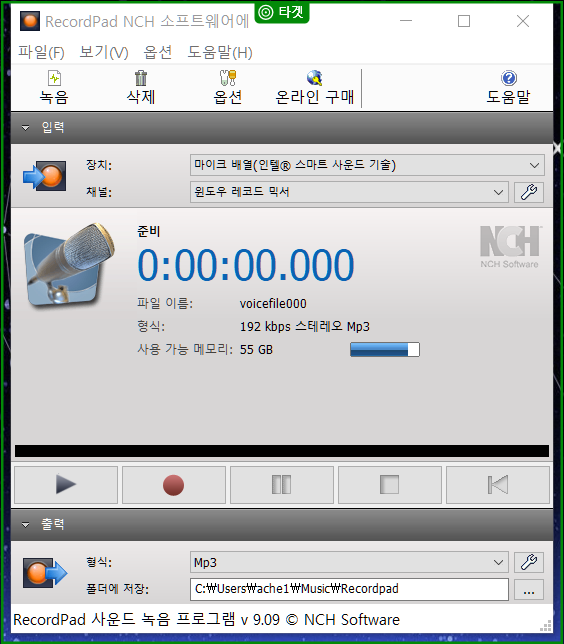 RecordPad NCH 소프트웨어에
타겟
파일(F) 보기(V) 옵션 도움말(H)
녹음 삭제 옵션 온라인 구매 도움말
입력
장치: 마이크 배열(인텔® 스마트 사운드 기술)
채널: 윈도우 레코드 믹서
준비
0:00:00.000
NCH
NCH Software
파일 이름: voicefile000
형식: 192 kbps 스테레오 Mp3
사용 가능 메모리: 55 GB
출력
형식: Mp3
폴더에 저장: C:₩Users₩ache1₩Music₩Recordpad
...
RecordPad 사운드 녹음 프로그램 v 9.09 © NCH Software